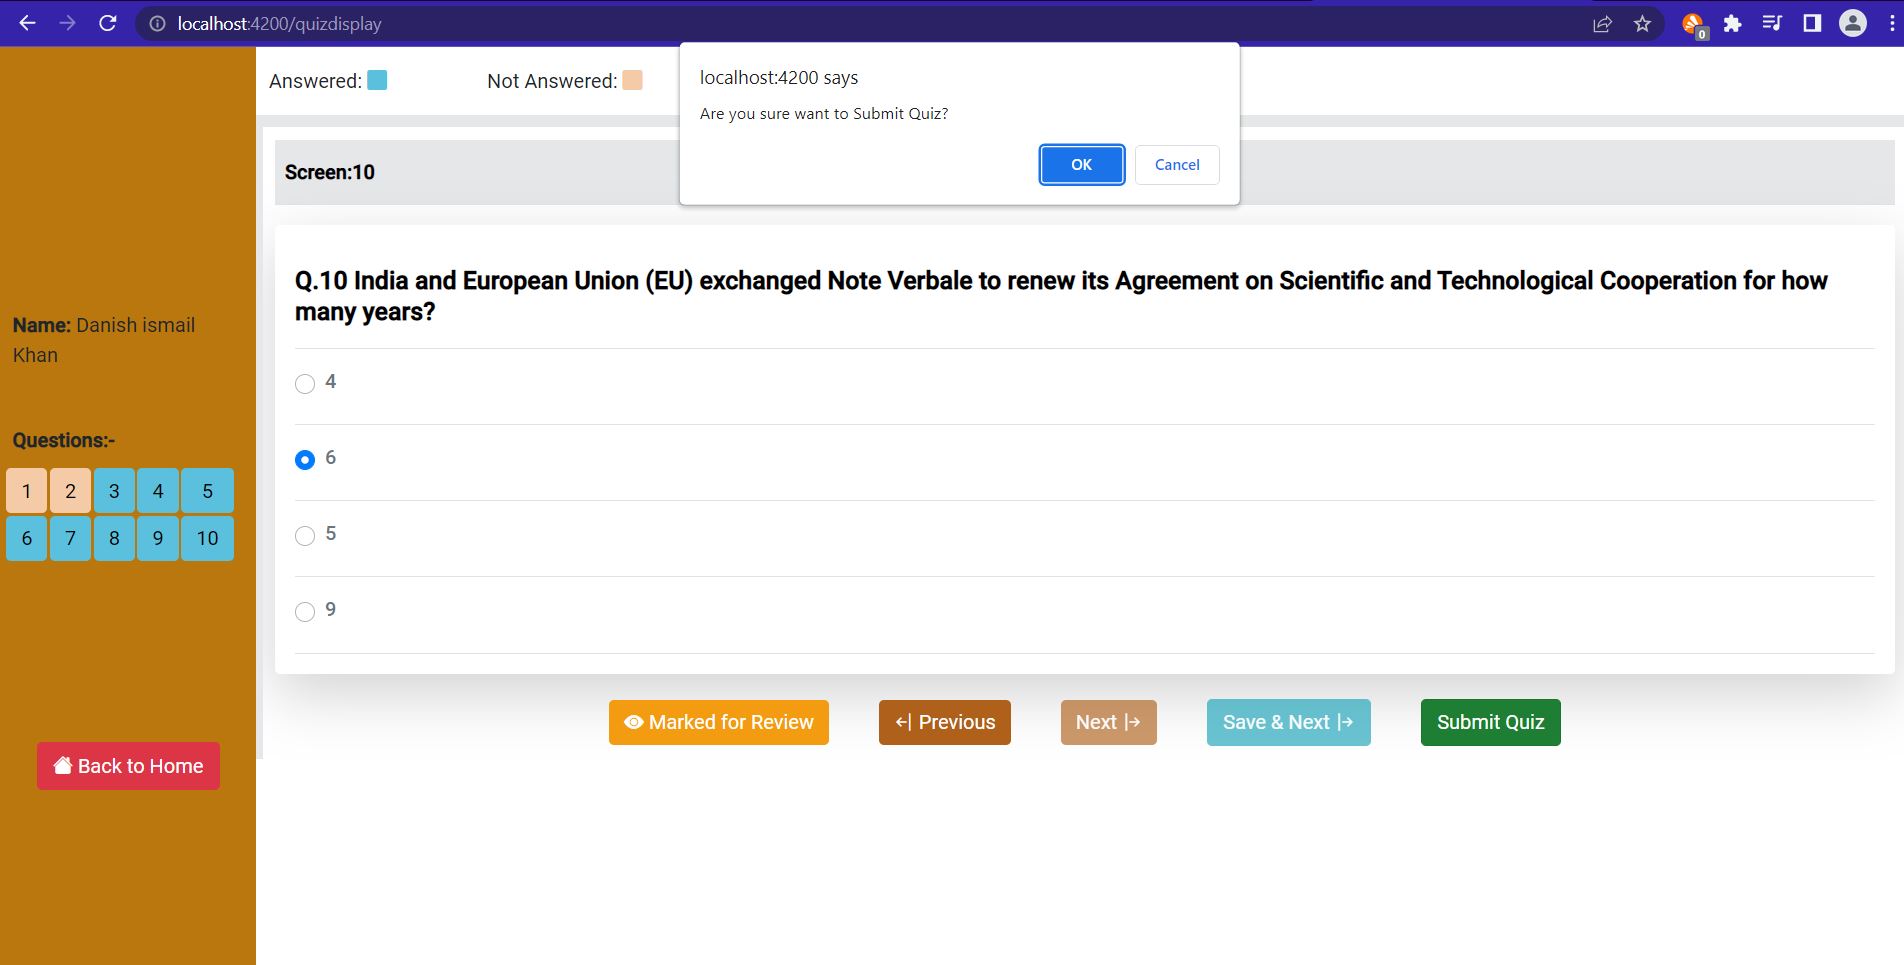 localhost:4200/quizdisplay
0
Answered:
Not Answered:
localhost:4200 says
Are you sure want to Submit Quiz?
OK
Cancel
Screen:10
Name: Danish ismail
Khan
Questions:-
1 2 3 4 5
6 7 8 9 10
Back to Home
Q.10 India and European Union (EU) exchanged Note Verbale to renew its Agreement on Scientific and Technological Cooperation for how
many years?
4
6
5
9
Marked for Review
Previous
Next
Save & Next
Submit Quiz